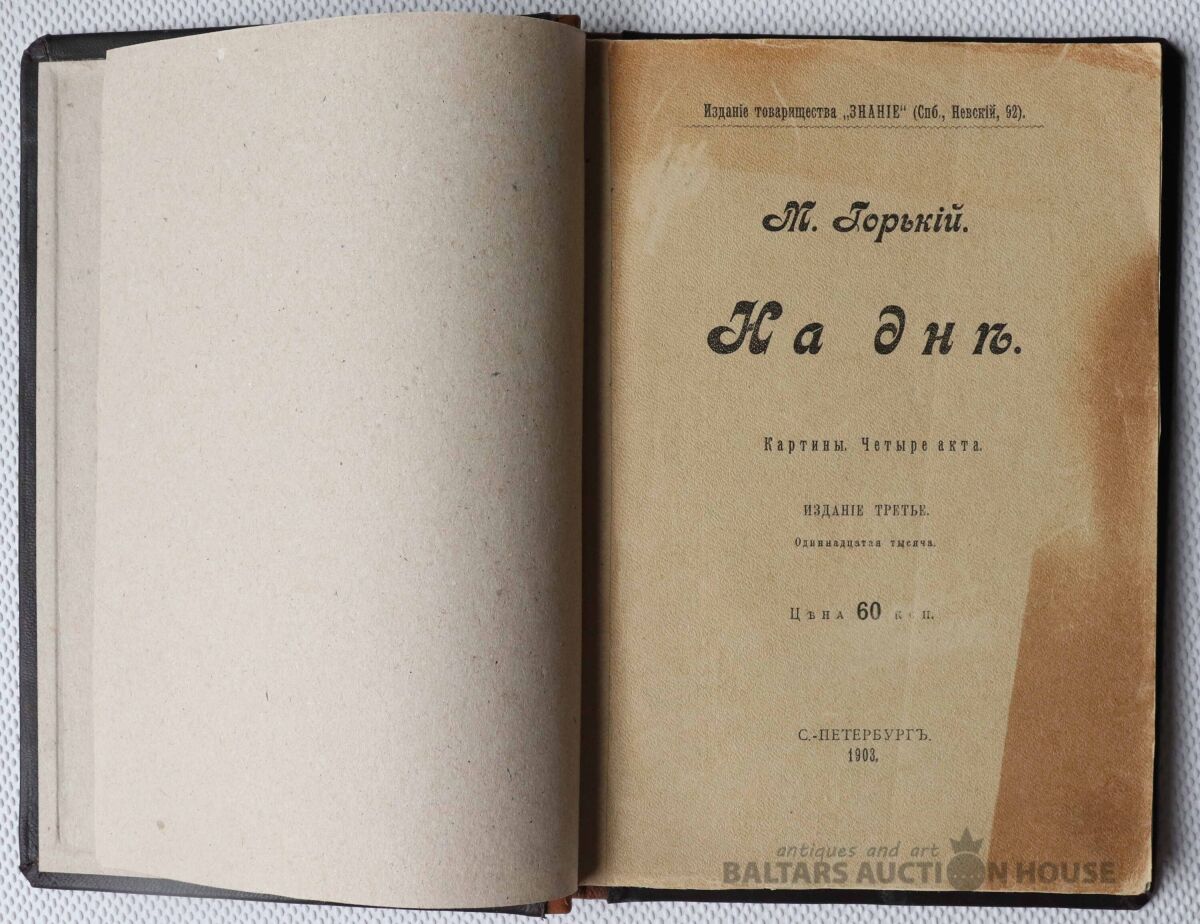 Изданіе товарищества „ЗНАНІЕ“ (Спб., Невскій, 92).
М. Горькій.
На днѣ.
Картины. Четыре акта.
ИЗДАНІЕ ТРЕТЬЕ.
Одиннадцатая тысяча.
Цѣна 60 коп.
С.-ПЕТЕРБУРГЪ.
1903.
antiques and art
BALTARS AUCTION HOUSE